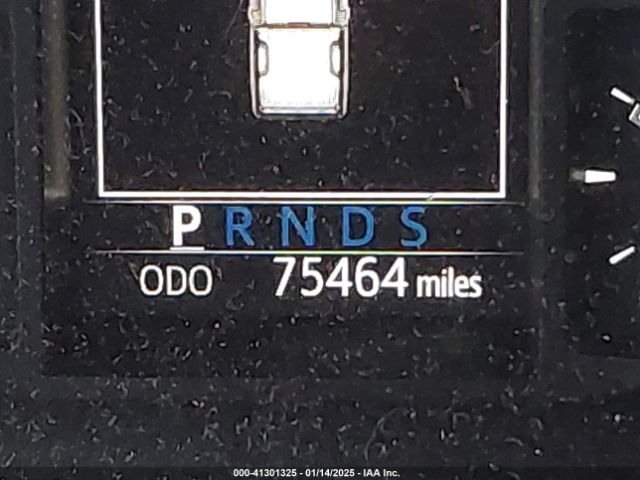 P R N D S
ODO 75464 miles
000-41301325 - 01/14/2025 - IAA Inc.